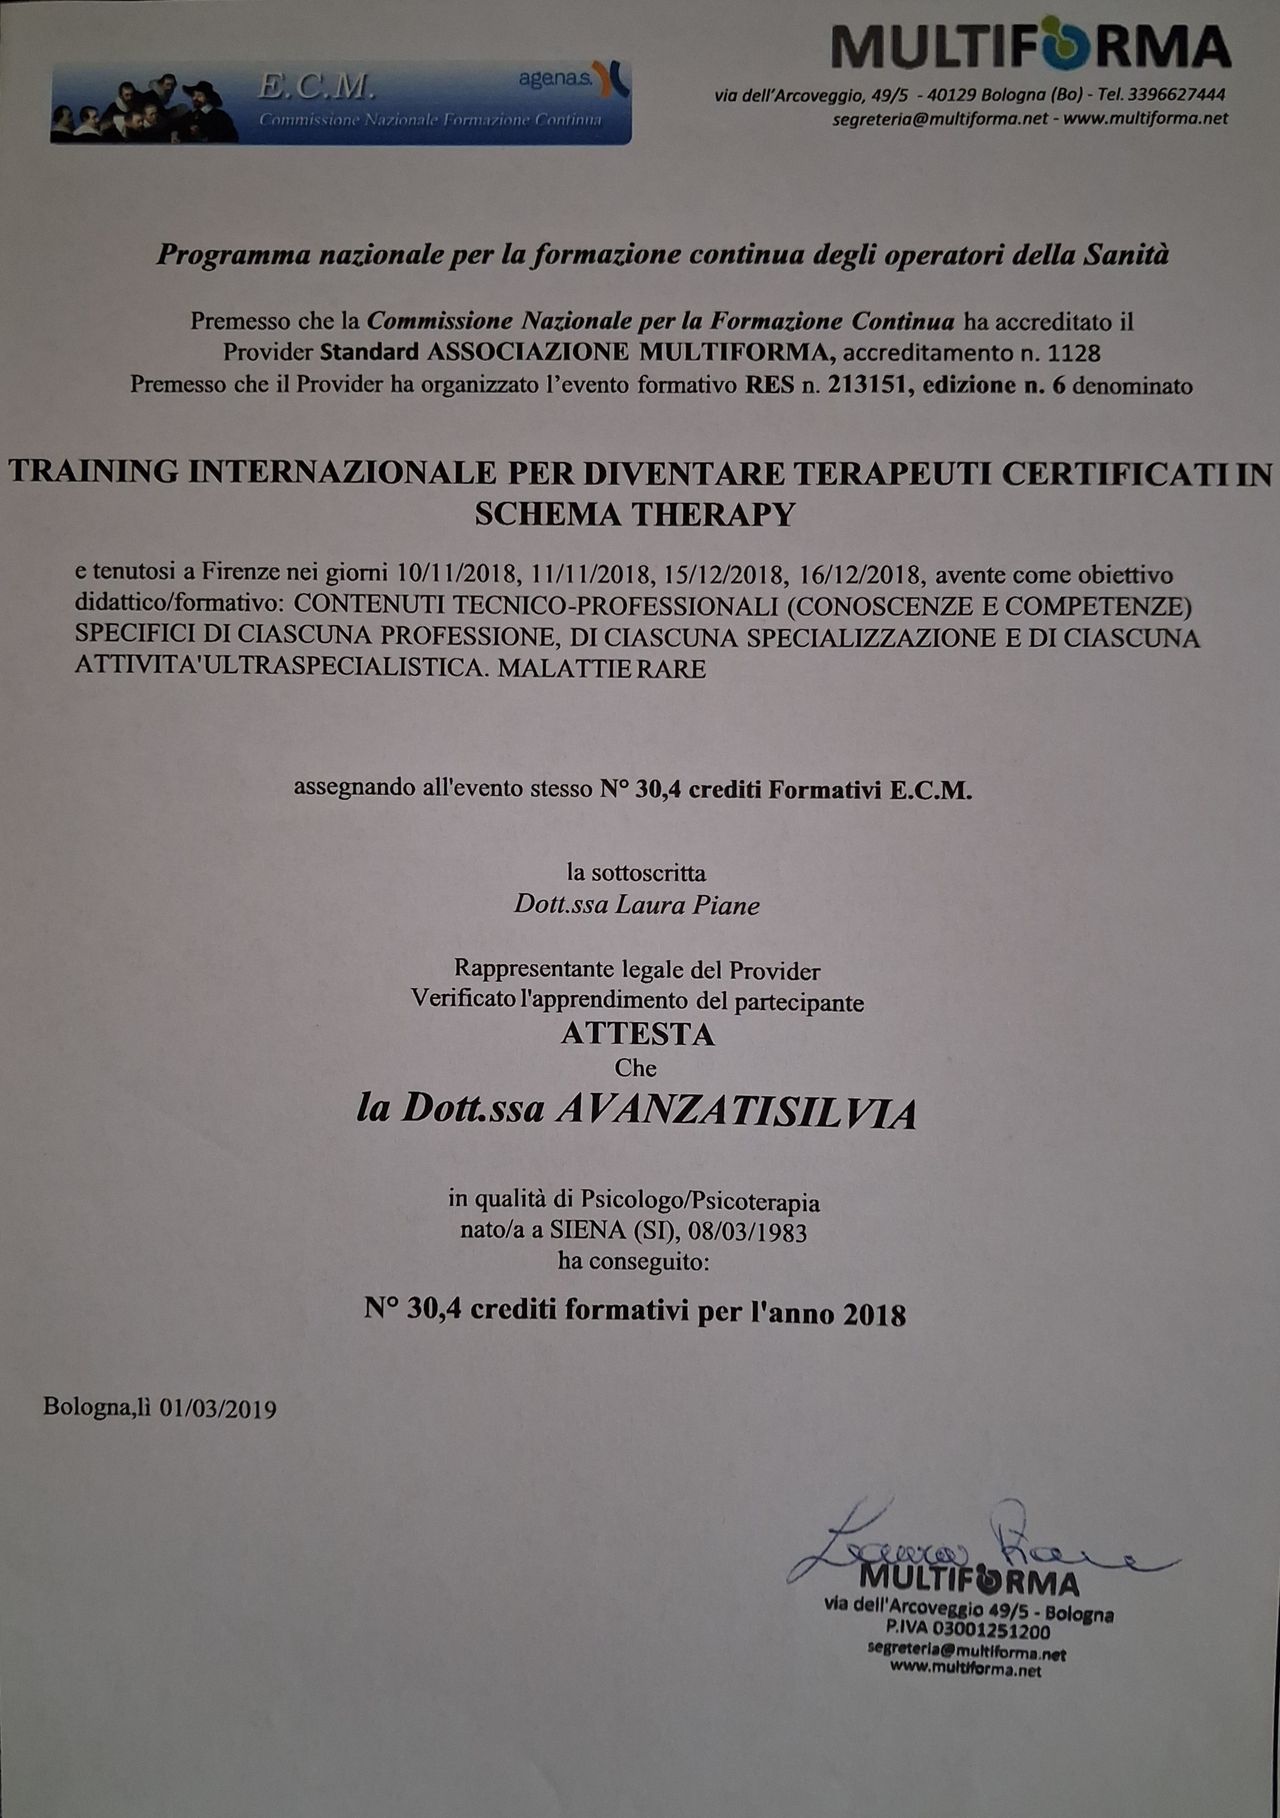 E.C.M.
Commissione Nazionale Formazione Continua
agenas.
MULTIFORMA
via dell'Arcoveggio, 49/5 - 40129 Bologna (Bo) - Tel. 3396627444
segreteria@multiforma.net - www.multiforma.net
Programma nazionale per la formazione continua degli operatori della Sanità
Premesso che la Commissione Nazionale per la Formazione Continua ha accreditato il
Provider Standard ASSOCIAZIONE MULTIFORMA, accreditamento n. 1128
Premesso che il Provider ha organizzato l'evento formativo RES n. 213151, edizione n. 6 denominato
TRAINING INTERNAZIONALE PER DIVENTARE TERAPEUTI CERTIFICATI IN
SCHEMA THERAPY
e tenutosi a Firenze nei giorni 10/11/2018, 11/11/2018, 15/12/2018, 16/12/2018, avente come obiettivo
didattico/formativo: CONTENUTI TECNICO-PROFESSIONALI (CONOSCENZE E COMPETENZE)
SPECIFICI DI CIASCUNA PROFESSIONE, DI CIASCUNA SPECIALIZZAZIONE E DI CIASCUNA
ATTIVITA'ULTRASPECIALISTICA. MALATTIE RARE
assegnando all'evento stesso N° 30,4 crediti Formativi E.C.M.
la sottoscritta
Dott.ssa Laura Piane
Rappresentante legale del Provider
Verificato l'apprendimento del partecipante
ATTESTA
Che
la Dott.ssa AVANZATISILVIA
in qualità di Psicologo/Psicoterapia
nato/a a SIENA (SI), 08/03/1983
ha conseguito:
N° 30,4 crediti formativi per l'anno 2018
Bologna,lì 01/03/2019
Laura Piane
MULTIFORMA
via dell'Arcoveggio 49/5 - Bologna
P.IVA 03001251200
segreteria@multiforma.net
www.multiforma.net